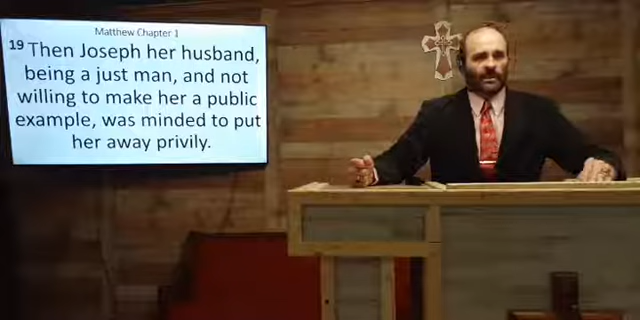 Matthew Chapter 1
19 Then Joseph her husband,
being a just man, and not
willing to make her a public
example, was minded to put
her away privily.